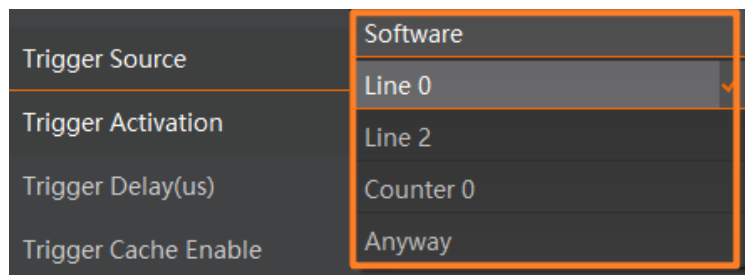 Trigger Source
Trigger Activation
Trigger Delay(us)
Trigger Cache Enable
Software
Line 0
Line 2
Counter 0
Anyway